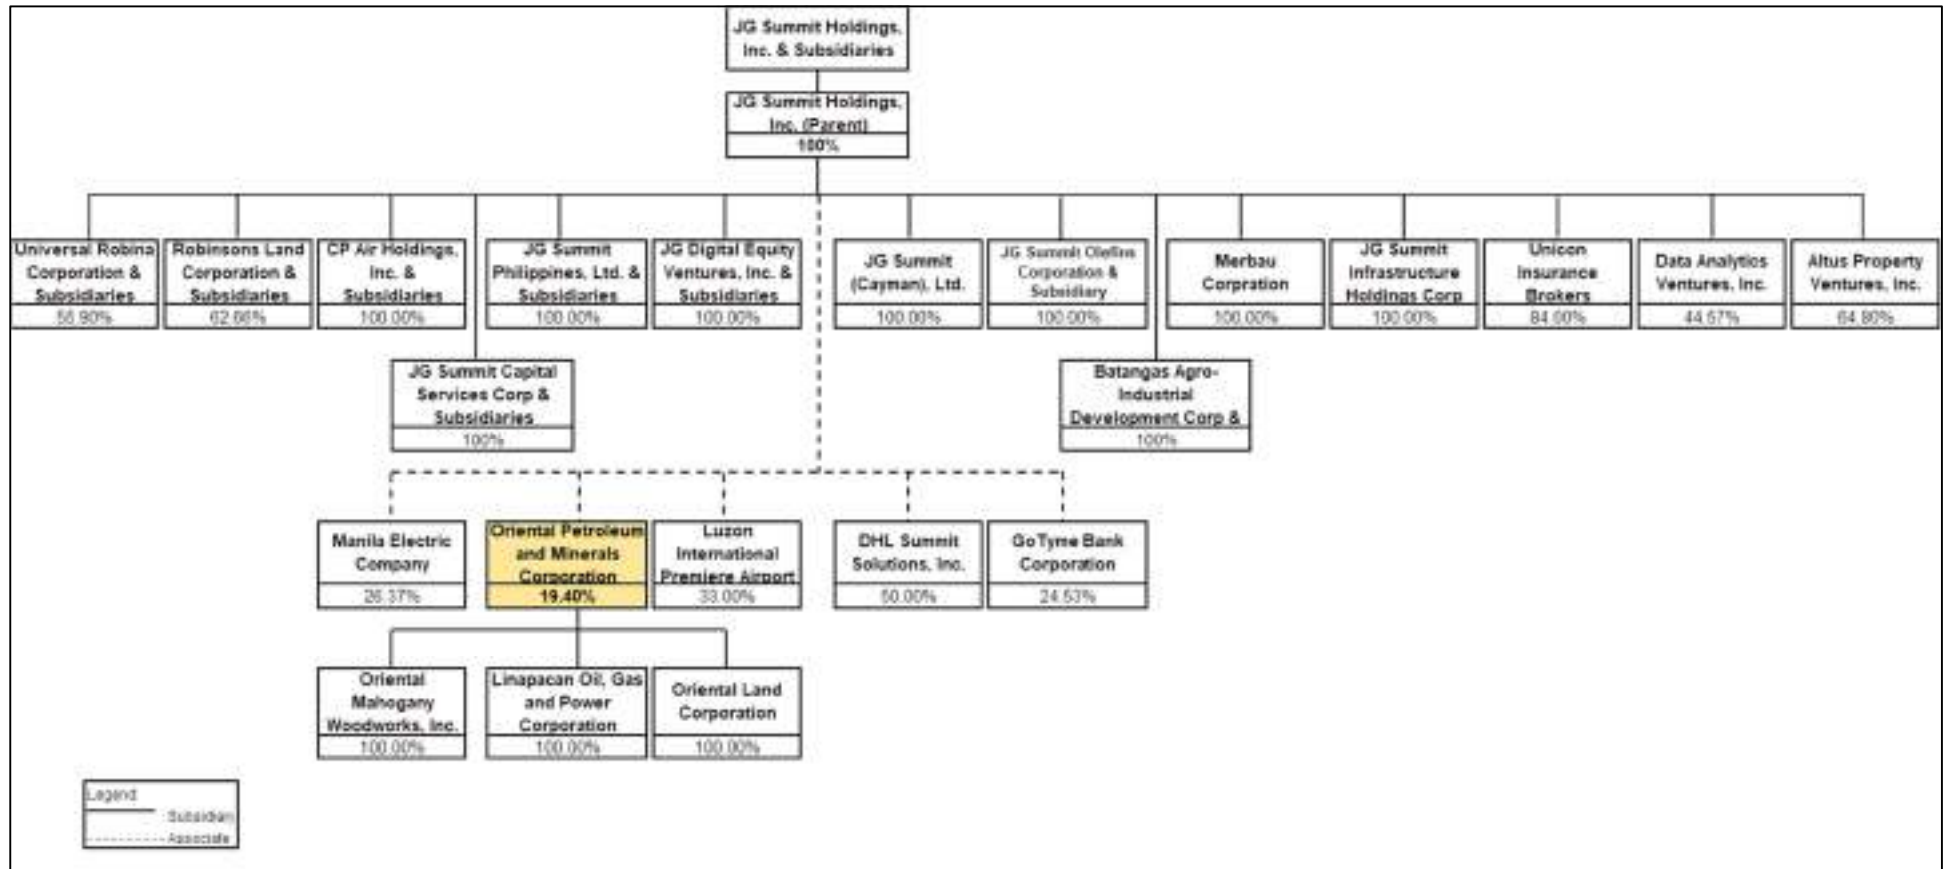 JG Summit Holdings,
Inc. & Subsidiaries
JG Summit Holdings,
Inc. (Parent)
100%
Universal Robina
Corporation &
Subsidiaries
Robinsons Land
Corporation &
Subsidiaries
62.66%
CP Air Holdings,
Inc. &
Subsidiaries
100.00%
JG Summit
Philippines, Ltd. &
Subsidiaries
100.00%
JG Digital Equity
Ventures, Inc. &
Subsidiaries
100.00%
JG Summit
(Cayman), Ltd.
100.00%
JG Summit Olefins
Corporation &
Subsidiary
100.00%
Merbau
Corpration
100.00%
JG Summit
Infrastructure
Holdings Corp
100.00%
Unicon
Insurance
Brokers
84.00%
Data Analytics
Ventures, Inc.
44.57%
Altus Property
Ventures, Inc.
64.80%
JG Summit Capital
Services Corp &
Subsidiaries
100%
Batangas Agro-
Industrial
Development Corp &
100%
Manila Electric
Company
26.37%
Oriental Petroleum
and Minerals
Corporation
19.40%
Luzon
International
Premiere Airport
33.00%
DHL Summit
Solutions, Inc.
50.00%
GoTyme Bank
Corporation
24.53%
Oriental
Mahogany
Woodworks, Inc.
100.00%
Linapacan Oil, Gas
and Power
Corporation
100.00%
Oriental Land
Corporation
100.00%
Legend
Subsidiary
Associate